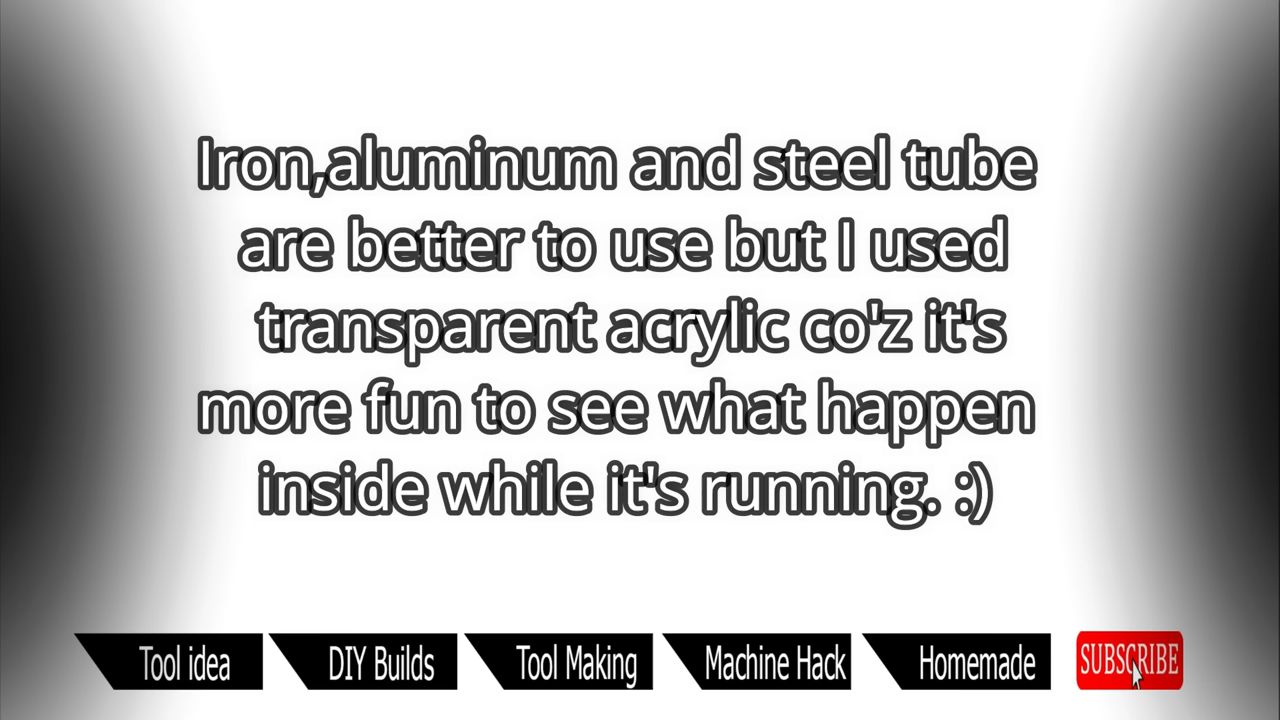 Iron,aluminum and steel tube
are better to use but I used
transparent acrylic co'z it's
more fun to see what happen
inside while it's running. :)
Tool idea
DIY Builds
Tool Making
Machine Hack
Homemade
SUBSCRIBE